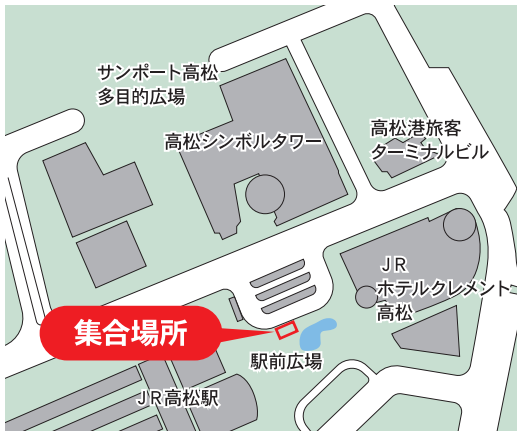 サンポート高松
多目的広場
高松シンボルタワー
高松港旅客
ターミナルビル
JR
ホテルクレメント
高松
集合場所
駅前広場
JR高松駅